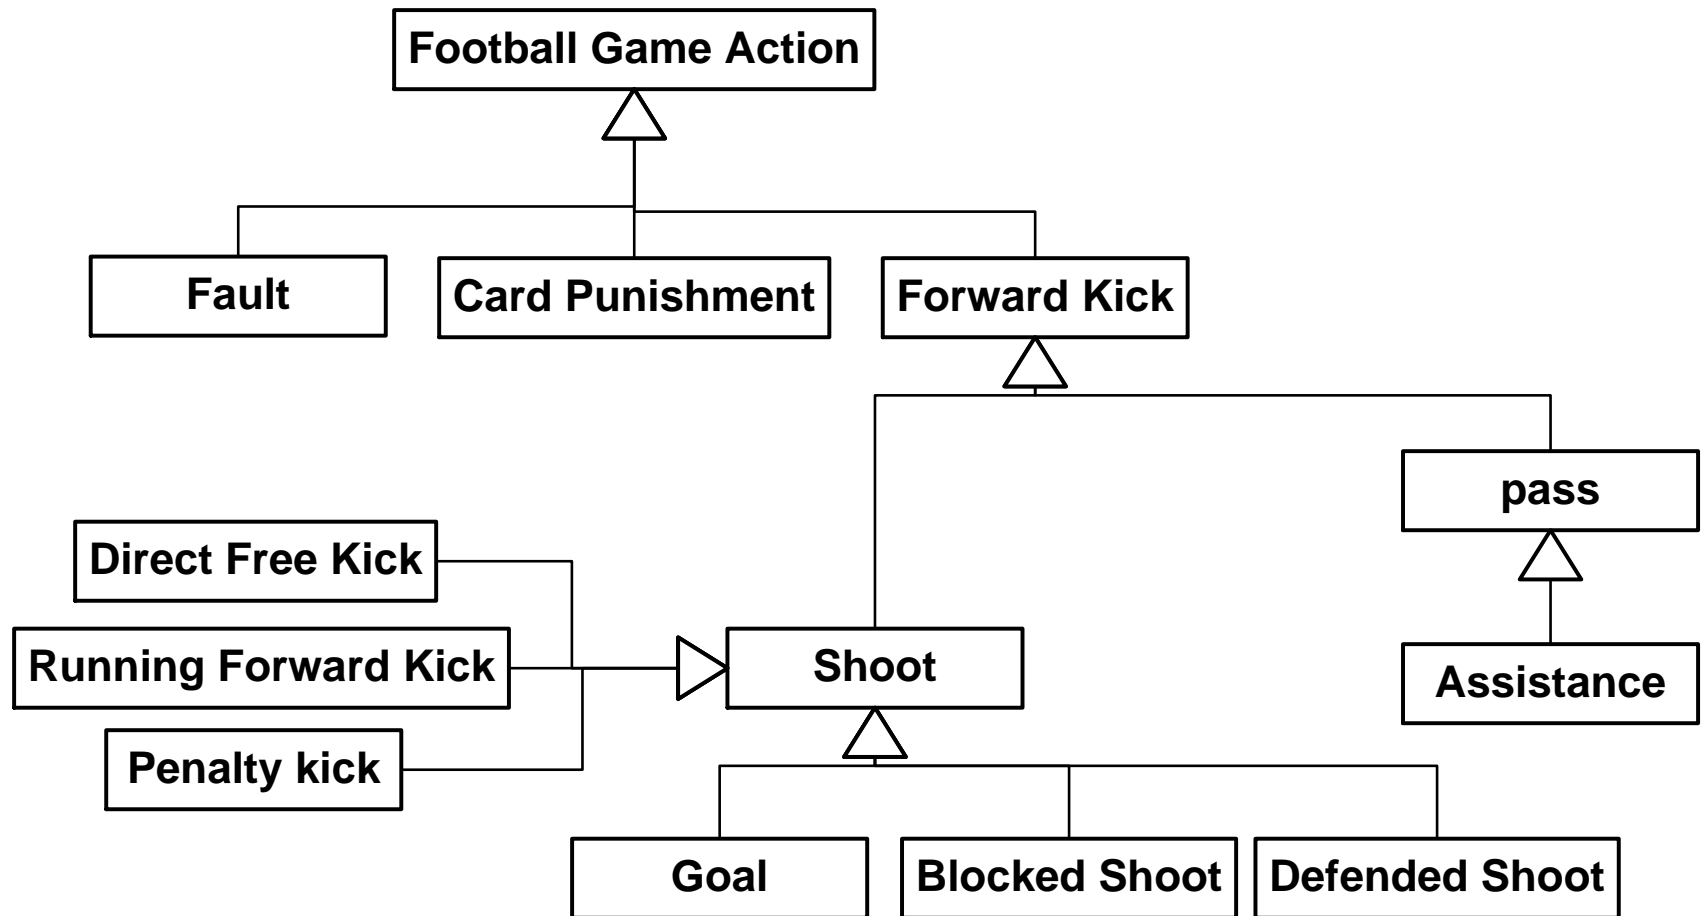 Football Game Action
Fault
Card Punishment
Forward Kick
pass
Direct Free Kick
Running Forward Kick
Shoot
Assistance
Penalty kick
Goal
Blocked Shoot
Defended Shoot